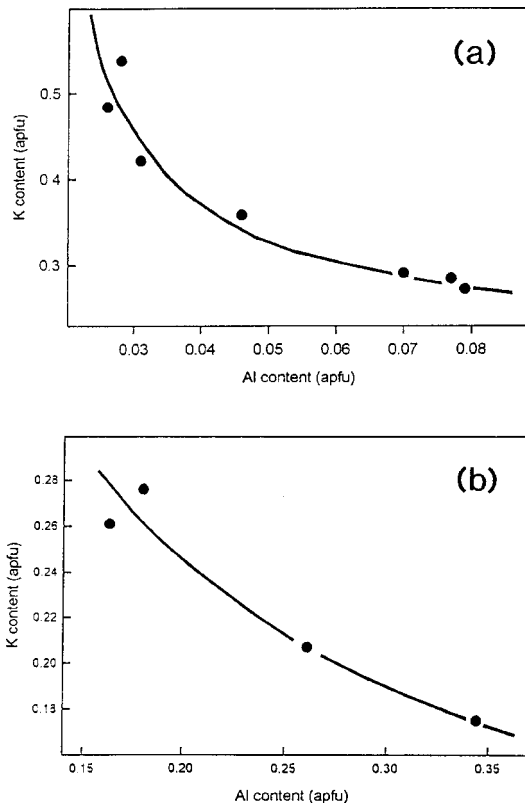 (a)
K content (apfu)
0.5
0.4
0.3
0.03 0.04 0.05 0.06 0.07 0.08
Al content (apfu)
(b)
K content (apfu)
0.28
0.26
0.24
0.22
0.20
0.18
0.15 0.20 0.25 0.30 0.35
Al content (apfu)